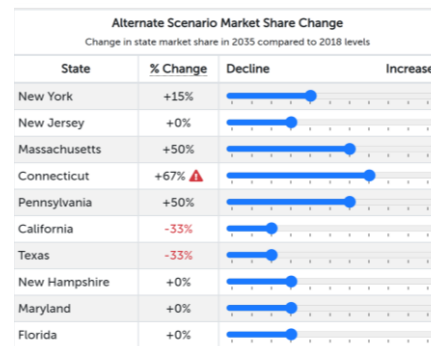 Alternate Scenario Market Share Change
Change in state market share in 2035 compared to 2018 levels
State % Change Decline Increase
New York +15%
New Jersey +0%
Massachusetts +50%
Connecticut +67%
Pennsylvania +50%
California -33%
Texas -33%
New Hampshire +0%
Maryland +0%
Florida +0%